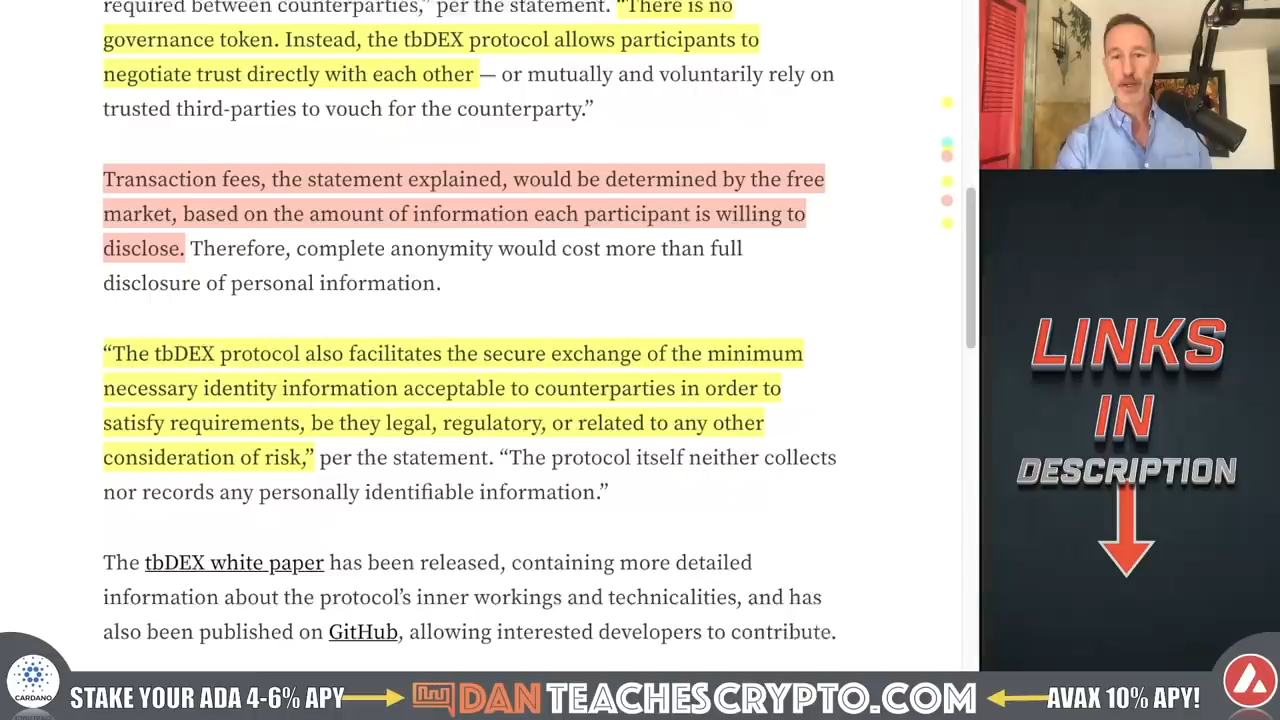 required between counterparties,” per the statement. “There is no
governance token. Instead, the tbDEX protocol allows participants to
negotiate trust directly with each other — or mutually and voluntarily rely on
trusted third-parties to vouch for the counterparty.”
Transaction fees, the statement explained, would be determined by the free
market, based on the amount of information each participant is willing to
disclose. Therefore, complete anonymity would cost more than full
disclosure of personal information.
“The tbDEX protocol also facilitates the secure exchange of the minimum
necessary identity information acceptable to counterparties in order to
satisfy requirements, be they legal, regulatory, or related to any other
consideration of risk,” per the statement. “The protocol itself neither collects
nor records any personally identifiable information.”
The tbDEX white paper has been released, containing more detailed
information about the protocol’s inner workings and technicalities, and has
also been published on GitHub, allowing interested developers to contribute.
LINKS
IN
DESCRIPTION
CARDANO
STAKE YOUR ADA 4-6% APY
DANTEACHESCRYPTO.COM
AVAX 10% APY!